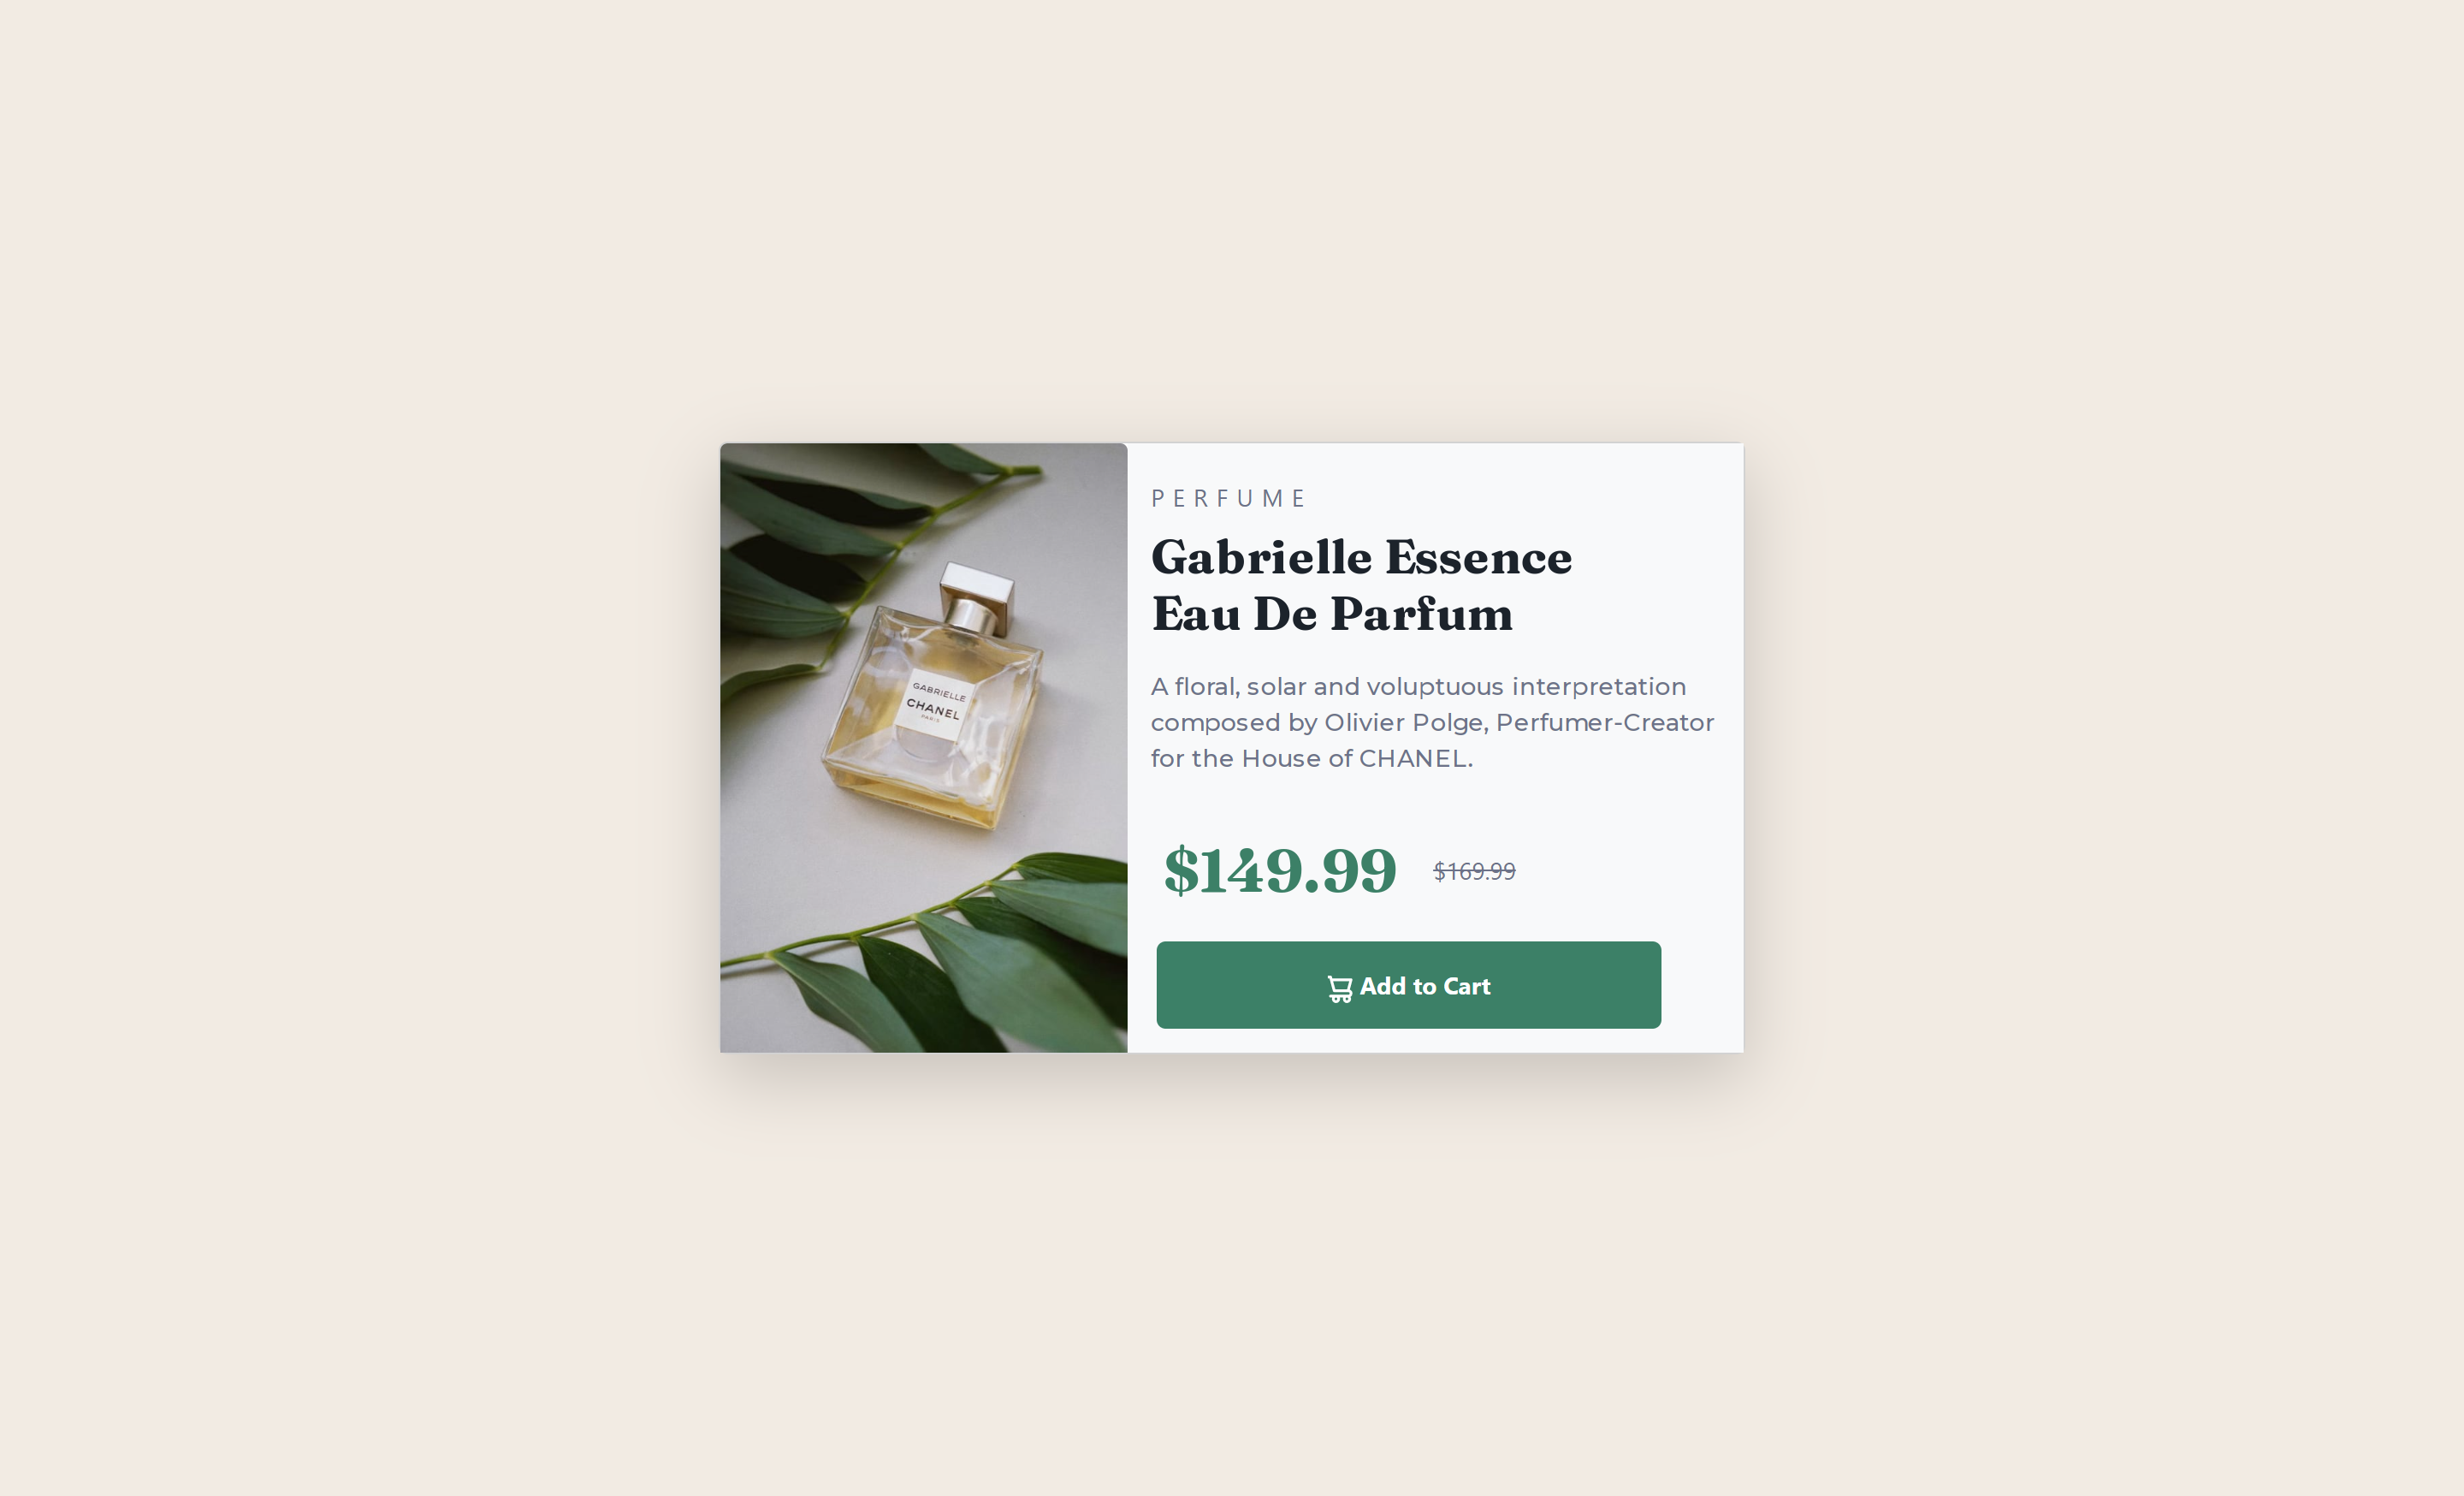 GABRIELLE
CHANEL
PARIS
PERFUME
Gabrielle Essence
Eau De Parfum
A floral, solar and voluptuous interpretation
composed by Olivier Polge, Perfumer-Creator
for the House of CHANEL.
$149.99 $169.99
Add to Cart